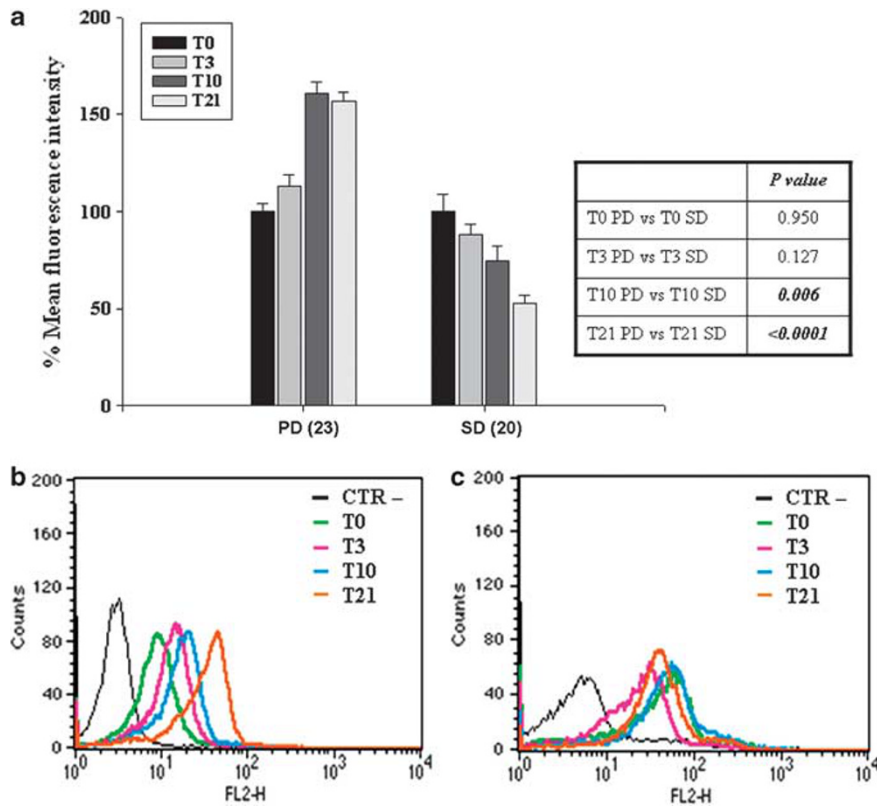 a
200
150
100
50
0
% Mean fluorescence intensity
T0
T3
T10
T21
PD (23)
SD (20)
P value
T0 PD vs T0 SD 0.950
T3 PD vs T3 SD 0.127
T10 PD vs T10 SD 0.006
T21 PD vs T21 SD <0.0001
b
200
160
120
80
40
0
Counts
CTR –
T0
T3
T10
T21
10^0 10^1 10^2 10^3 10^4
FL2-H
c
200
160
120
80
40
0
Counts
CTR –
T0
T3
T10
T21
10^0 10^1 10^2 10^3 10^4
FL2-H